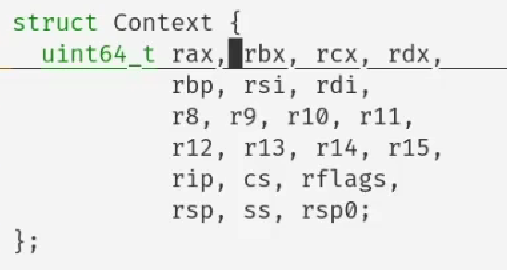 struct Context {
  uint64_t rax, rbx, rcx, rdx,
           rbp, rsi, rdi,
           r8, r9, r10, r11,
           r12, r13, r14, r15,
           rip, cs, rflags,
           rsp, ss, rsp0;
};